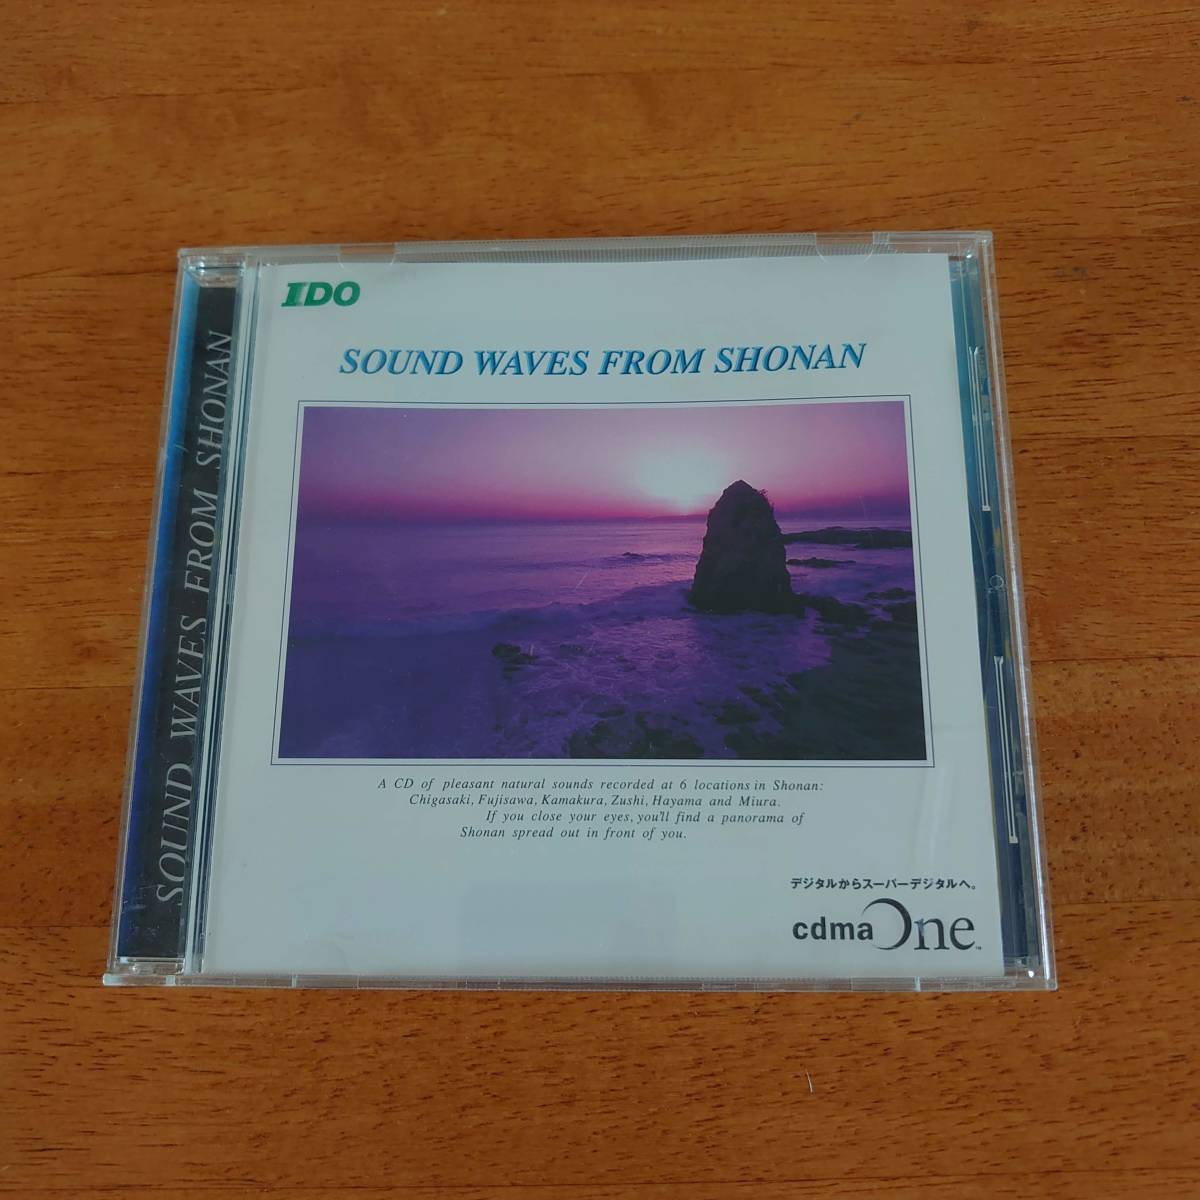 IDO
SOUND WAVES FROM SHONAN
SOUND WAVES FROM SHONAN
A CD of pleasant natural sounds recorded at 6 locations in Shonan:
Chigasaki, Fujisawa, Kamakura, Zushi, Hayama and Miura.
If you close your eyes, you'll find a panorama of
Shonan spread out in front of you.
デジタルからスーパーデジタルへ。
cdmaOne™